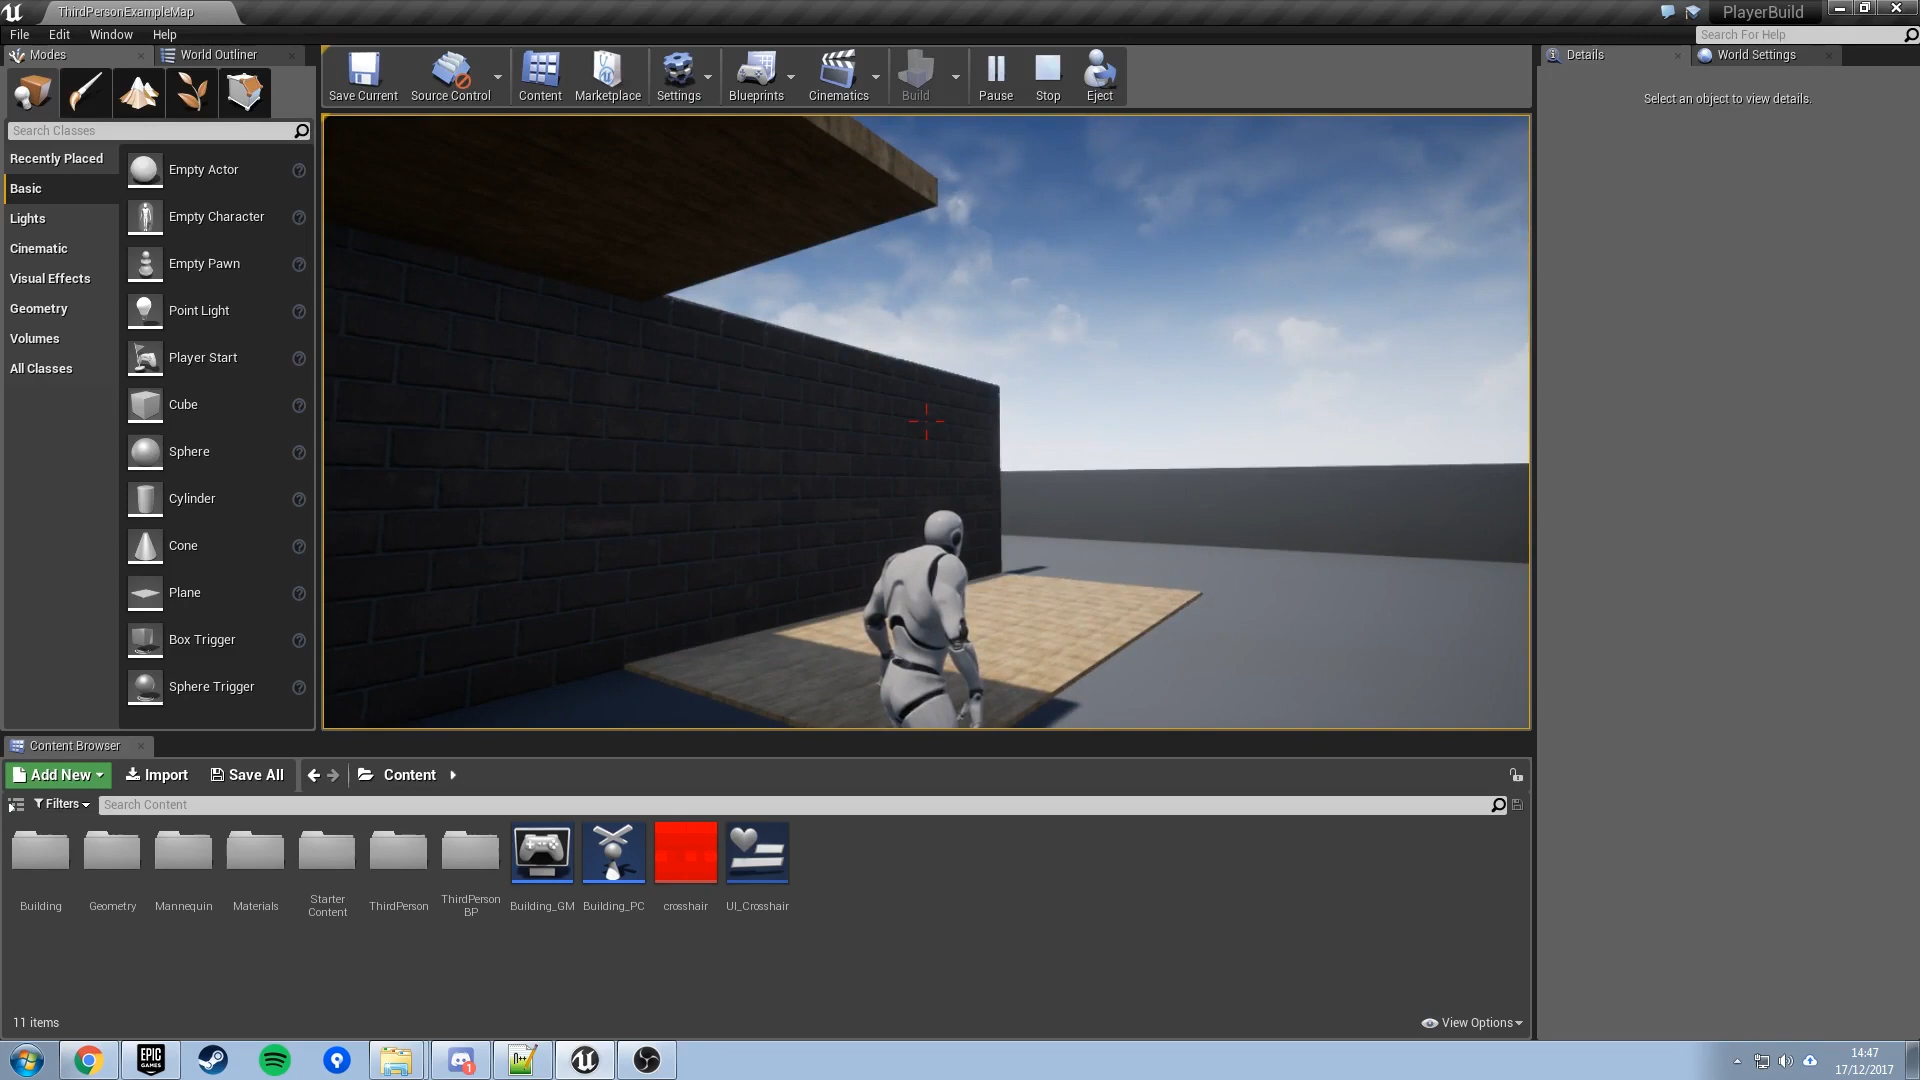 ThirdPersonExampleMap
PlayerBuild
File Edit Window Help
Search For Help
Modes
World Outliner
Save Current
Source Control
Content
Marketplace
Settings
Blueprints
Cinematics
Build
Pause
Stop
Eject
Details
World Settings
Select an object to view details.
Search Classes
Recently Placed
Basic
Lights
Cinematic
Visual Effects
Geometry
Volumes
All Classes
Empty Actor
Empty Character
Empty Pawn
Point Light
Player Start
Cube
Sphere
Cylinder
Cone
Plane
Box Trigger
Sphere Trigger
Content Browser
Add New
Import
Save All
Content
Filters
Search Content
Building
Geometry
Mannequin
Materials
Starter
Content
ThirdPerson
ThirdPerson
BP
Building_GM
Building_PC
crosshair
UI_Crosshair
11 items
View Options
EPIC
GAMES
1
14:47
17/12/2017